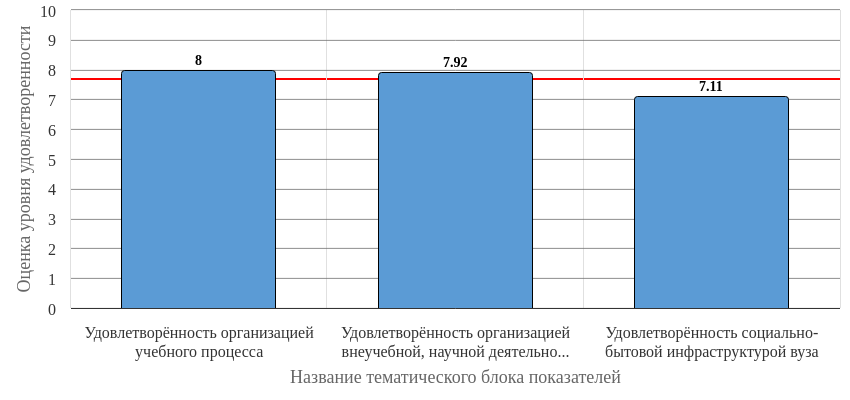 Оценка уровня удовлетворенности
10
9
8
7
6
5
4
3
2
1
0
8
7.92
7.11
Удовлетворённость организацией
учебного процесса
Удовлетворённость организацией
внеучебной, научной деятельно...
Удовлетворённость социально-
бытовой инфраструктурой вуза
Название тематического блока показателей